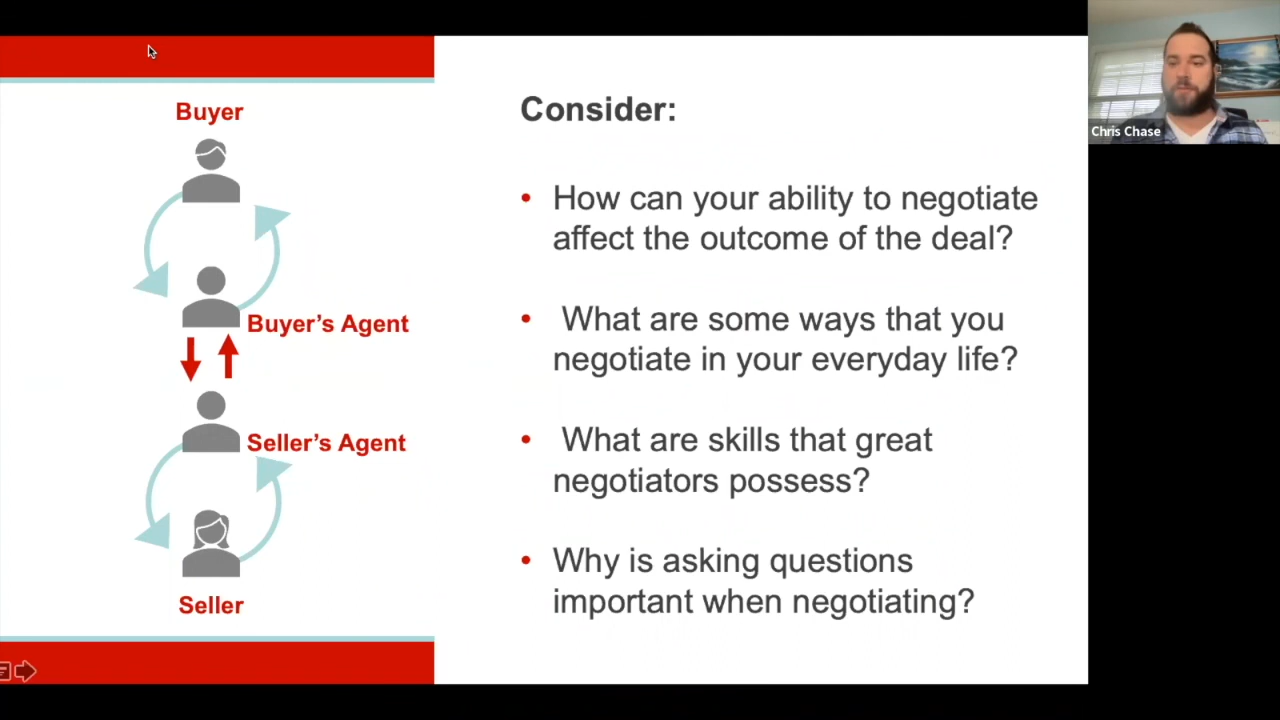 Buyer
Buyer’s Agent
Seller’s Agent
Seller
Consider:
• How can your ability to negotiate
affect the outcome of the deal?
• What are some ways that you
negotiate in your everyday life?
• What are skills that great
negotiators possess?
• Why is asking questions
important when negotiating?
Chris Chase